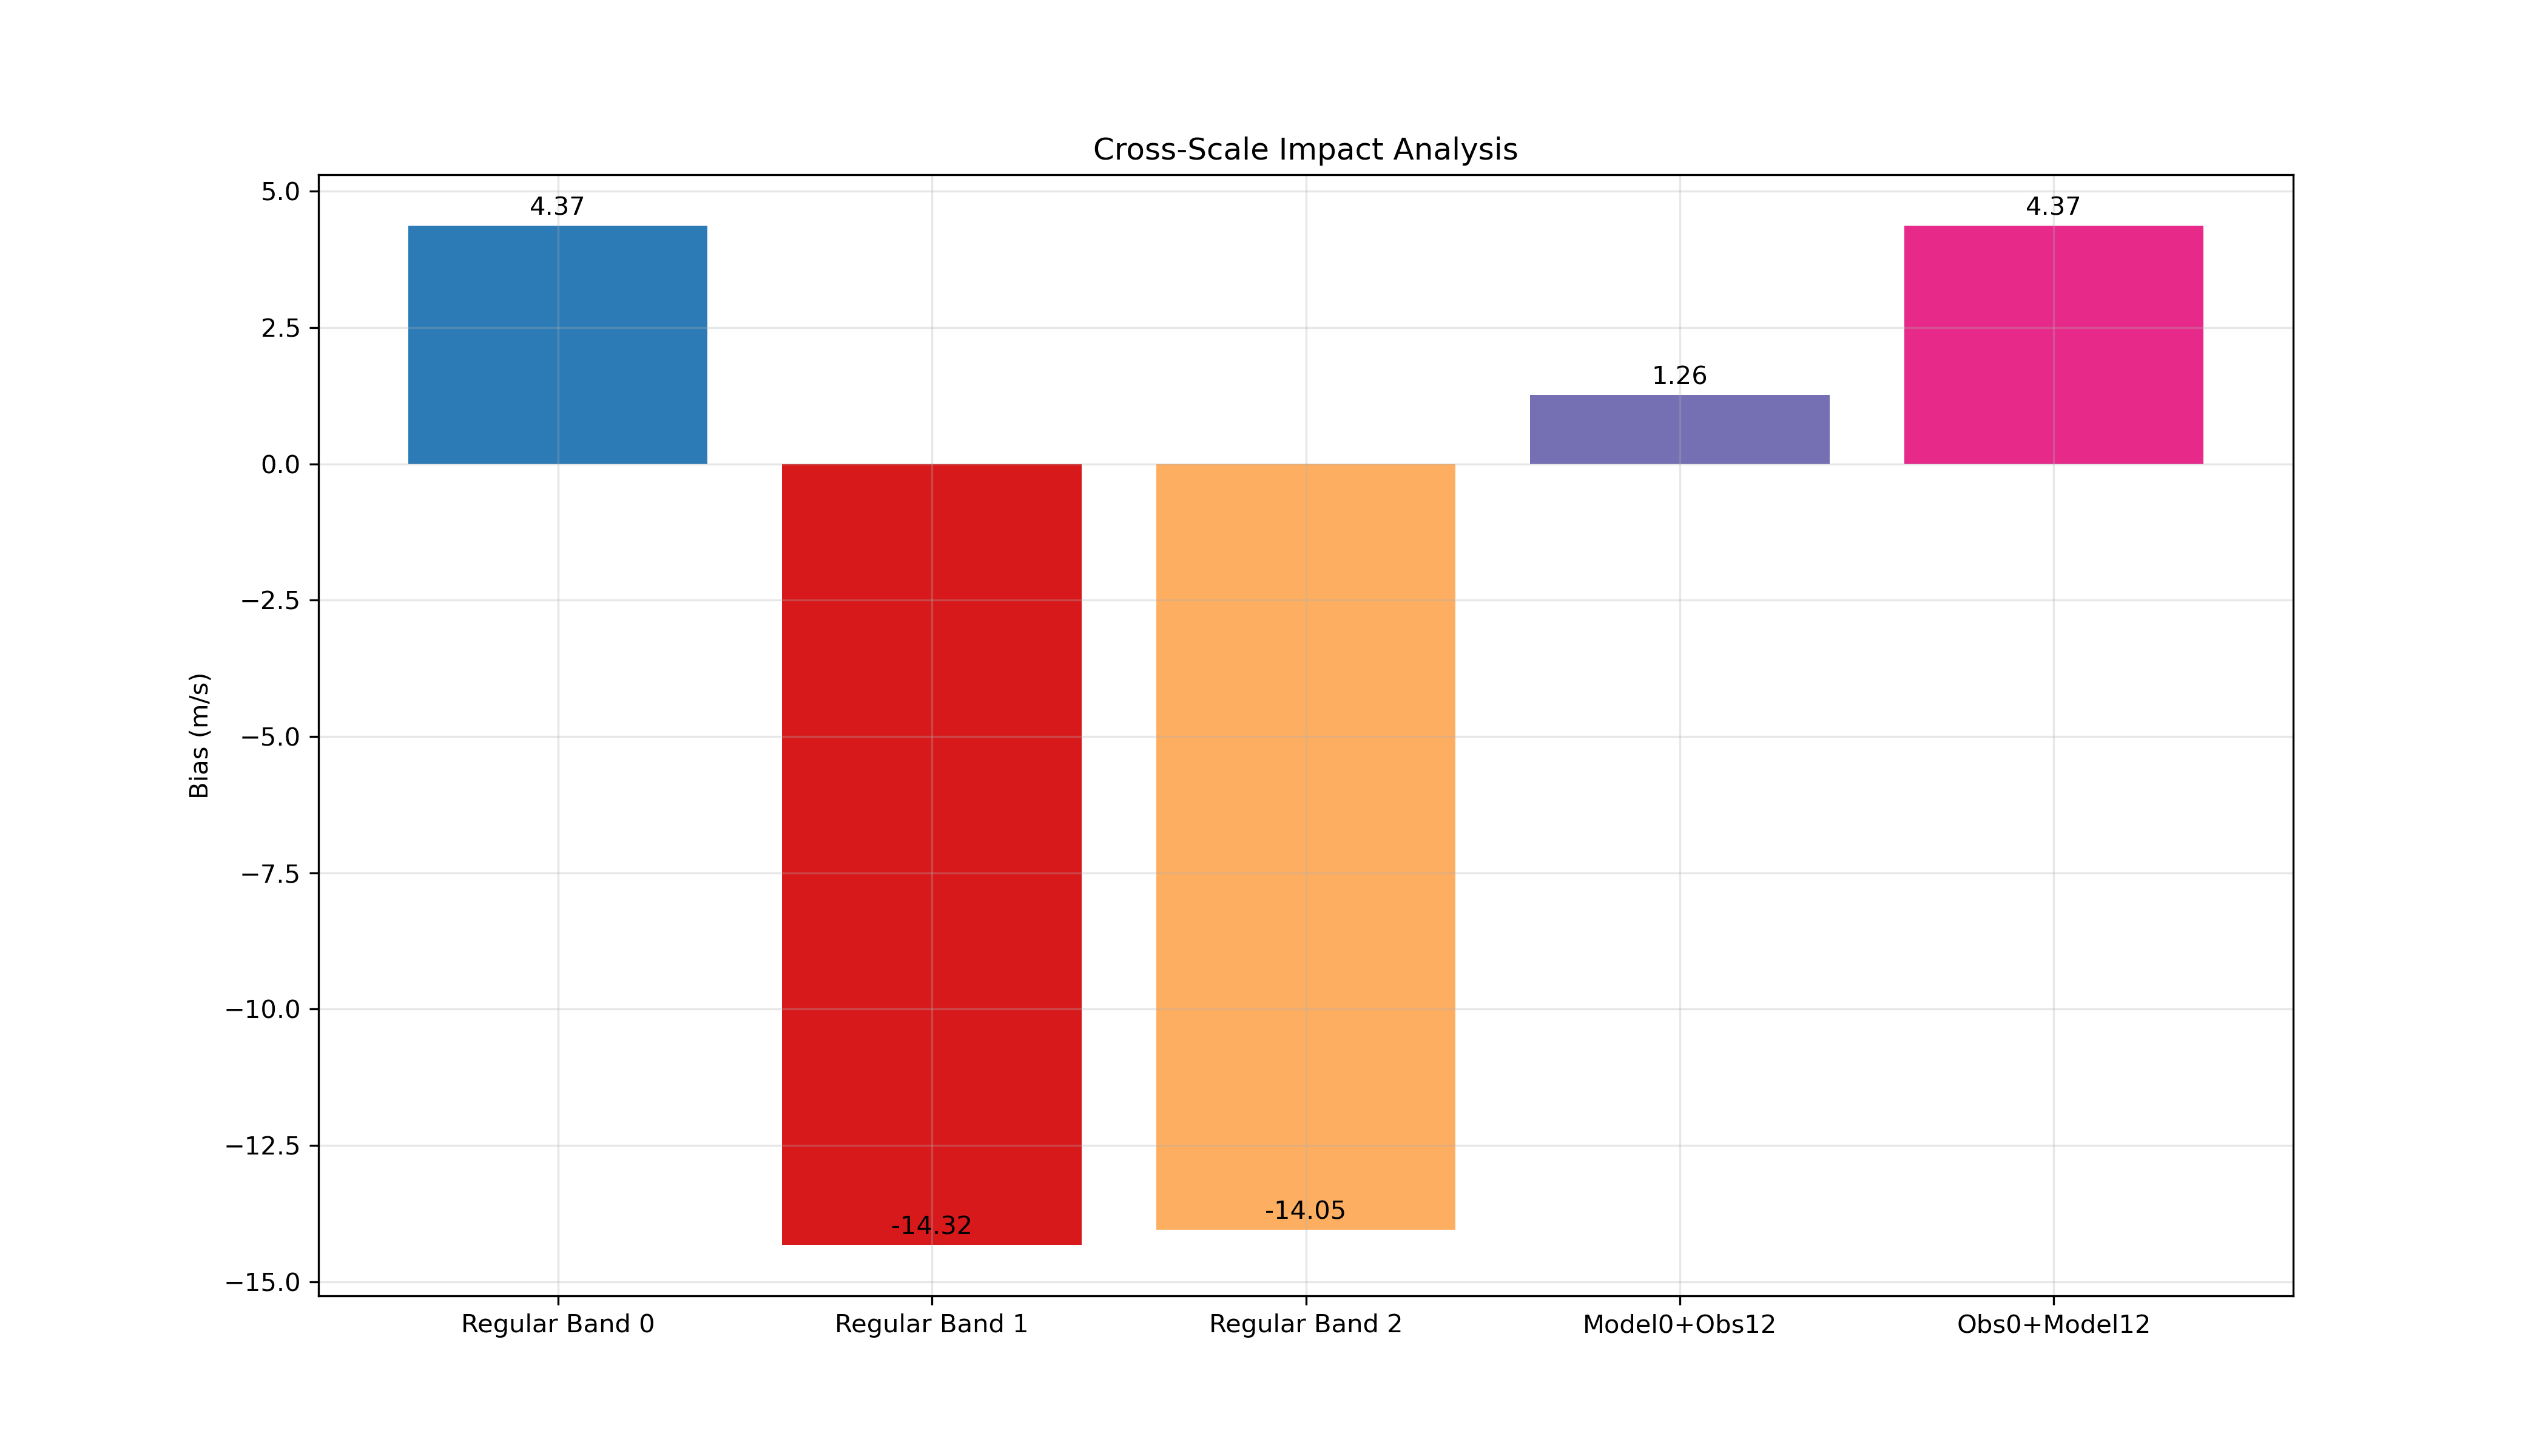 Cross-Scale Impact Analysis
5.0
2.5
0.0
−2.5
−5.0
−7.5
−10.0
−12.5
−15.0
Bias (m/s)
4.37
-14.32
-14.05
1.26
4.37
Regular Band 0
Regular Band 1
Regular Band 2
Model0+Obs12
Obs0+Model12